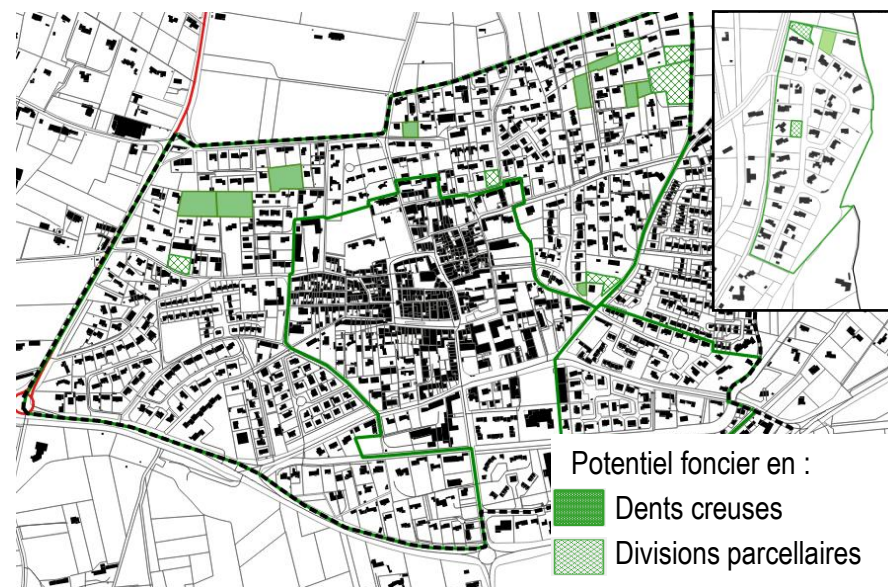 Potentiel foncier en :
Dents creuses
Divisions parcellaires